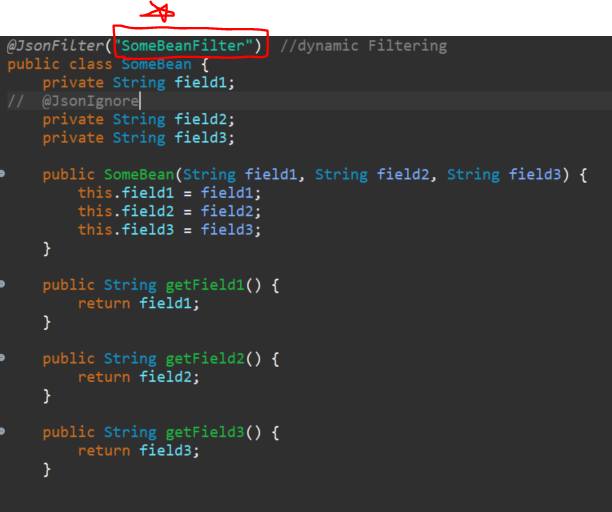 @JsonFilter("SomeBeanFilter") //dynamic Filtering
public class SomeBean {
    private String field1;
//  @JsonIgnore
    private String field2;
    private String field3;
    public SomeBean(String field1, String field2, String field3) {
        this.field1 = field1;
        this.field2 = field2;
        this.field3 = field3;
    }
    public String getField1() {
        return field1;
    }
    public String getField2() {
        return field2;
    }
    public String getField3() {
        return field3;
    }